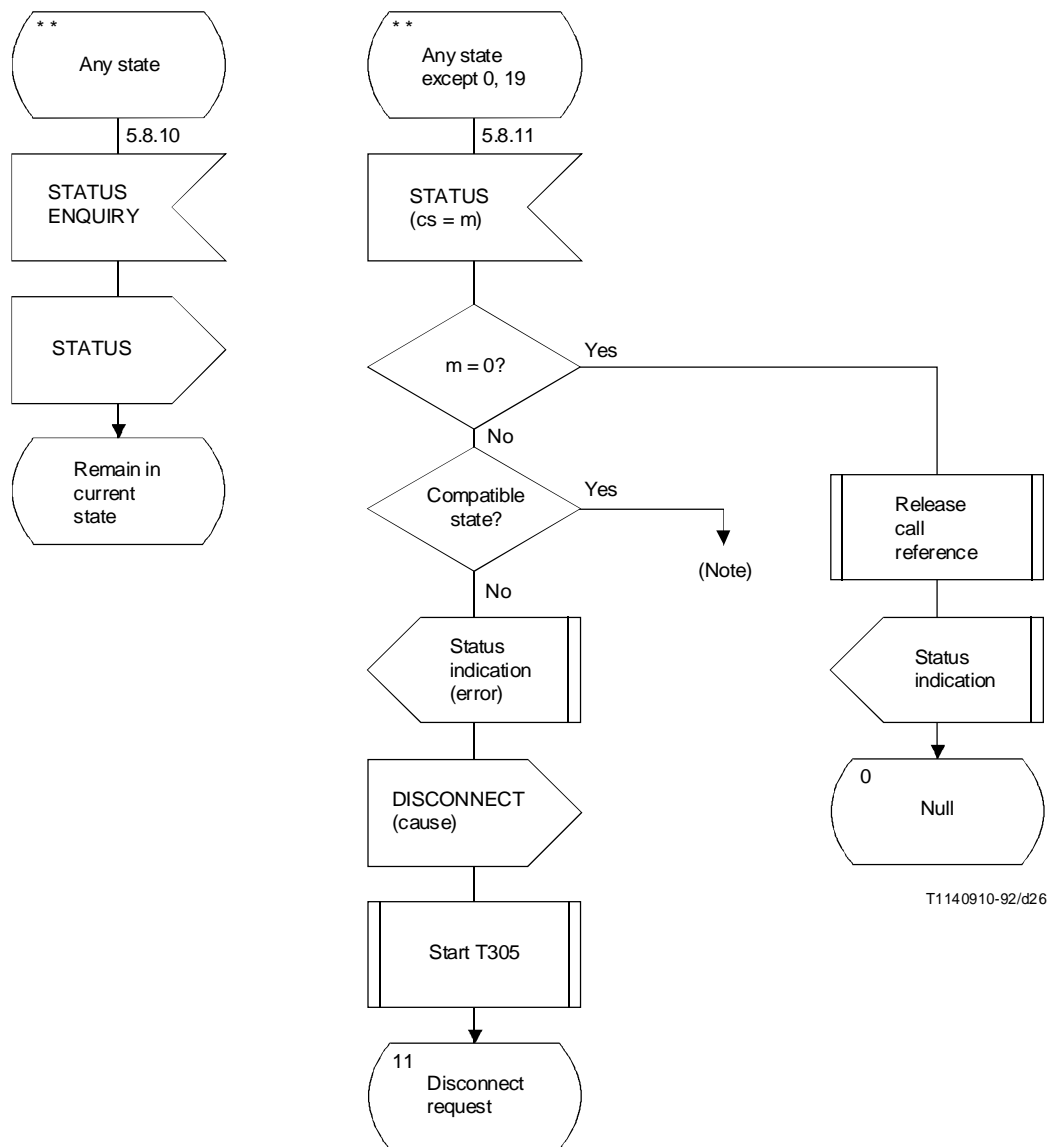 * *
Any state
5.8.10
STATUS
ENQUIRY
STATUS
Remain in
current
state
* *
Any state
except 0, 19
5.8.11
STATUS
(cs = m)
m = 0?
Yes
No
Compatible
state?
Yes
(Note)
No
Status
indication
(error)
DISCONNECT
(cause)
Start T305
11
Disconnect
request
Release
call
reference
Status
indication
0
Null
T1140910-92/d26